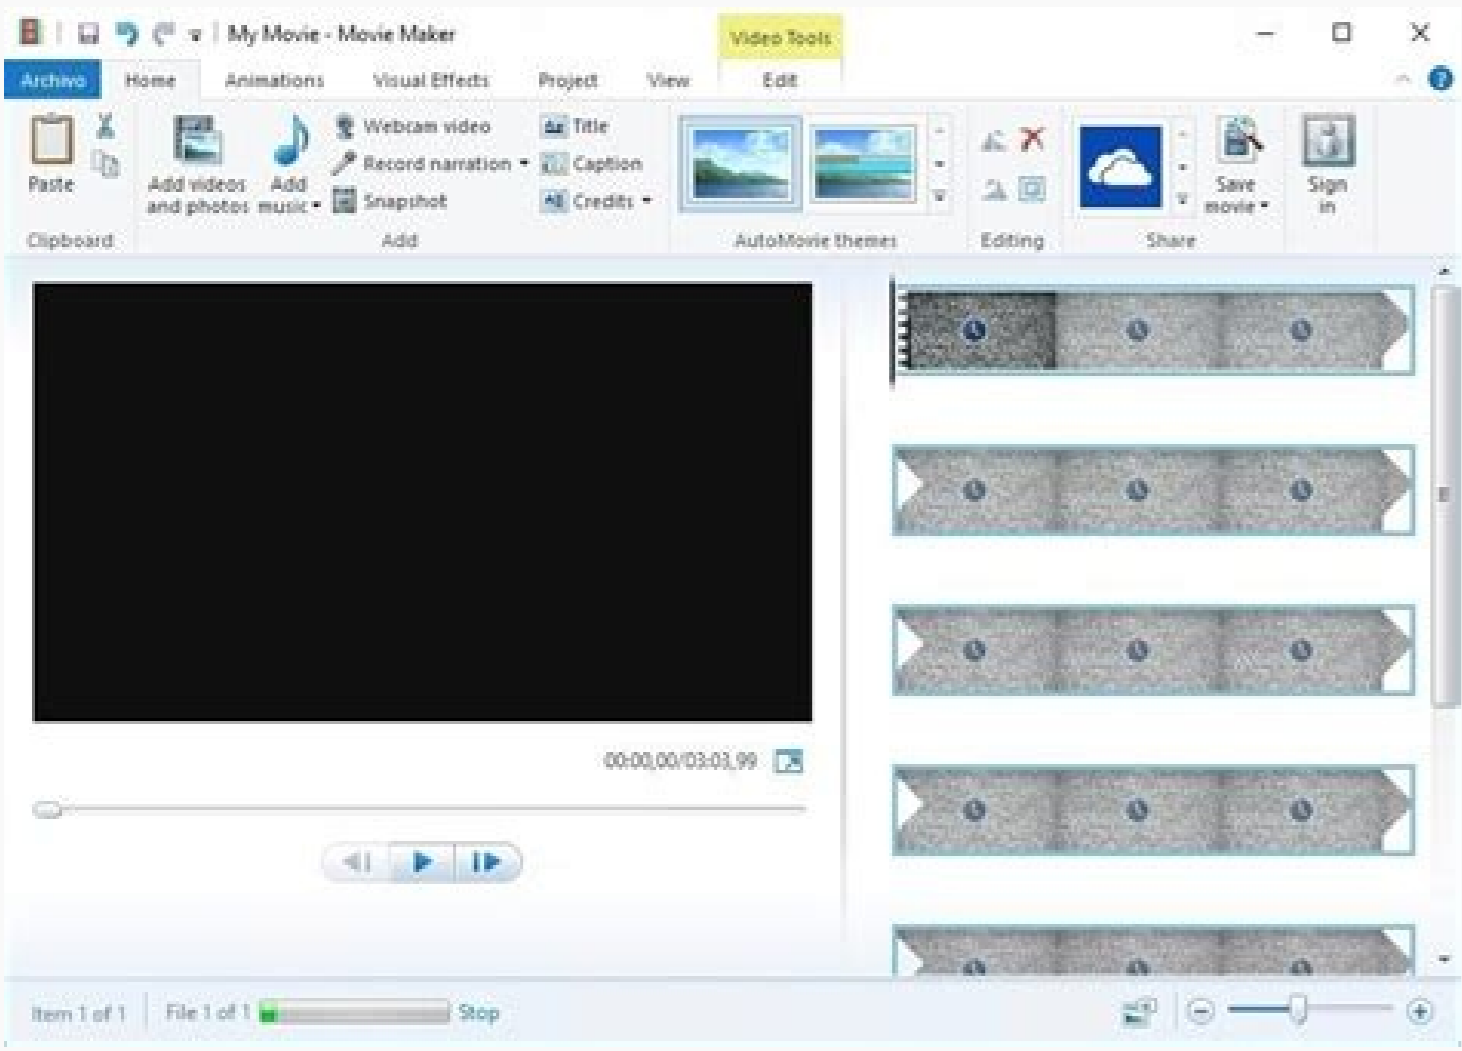 My Movie - Movie Maker
Video Tools
Archivo Home Animations Visual Effects Project View Edit
Paste
Add videos and photos
Add music
Webcam video
Record narration
Snapshot
Title
Caption
Credits
Save movie
Sign in
Clipboard Add AutoMovie themes Editing Share
00:00,00/03:03,99
Item 1 of 1 File 1 of 1 Stop